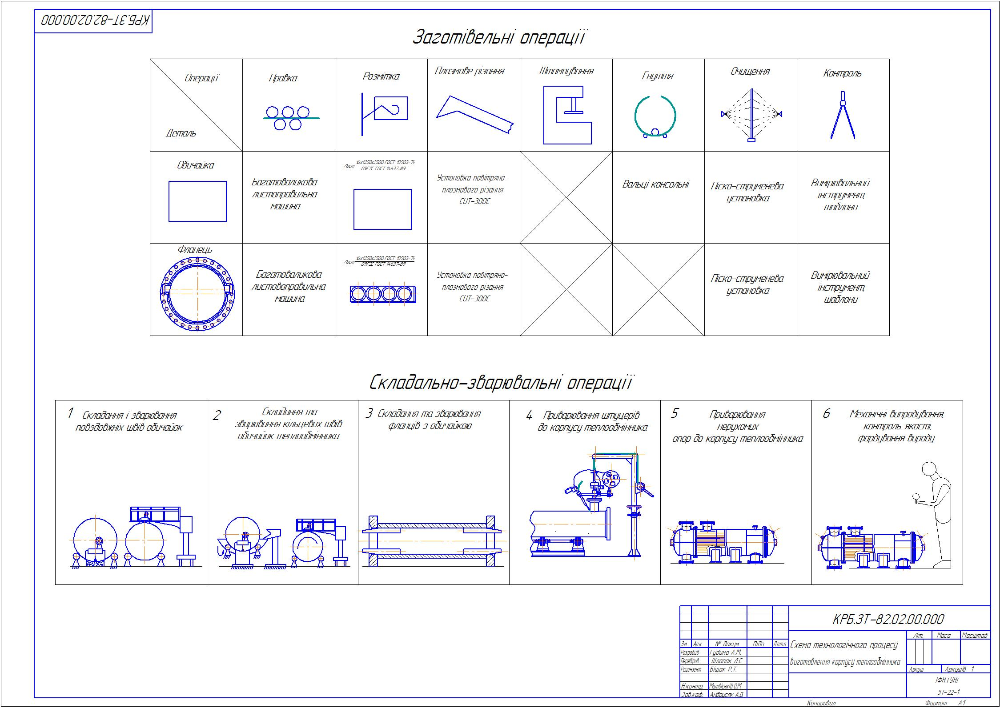 КРБ.ЗТ-82.02.00.000
Заготівельні операції
Операції
Деталь
Правка
Розмітка
Плазмове різання
Штампування
Гнуття
Очищення
Контроль
Обичайка
Багатоваликова
листоправильна
машина
Лист 16х1250х2500 ГОСТ 19903-74
09Г2С ГОСТ 14637-89
Установка повітряно-
плазмового різання
CUT-300C
Вальці консольні
Піско-струменева
установка
Вимірювальний
інструмент,
шаблони
Фланець
Багатоваликова
листовоправильна
машина
Лист 16х1250х2500 ГОСТ 19903-74
09Г2С ГОСТ 14637-89
Установка повітряно-
плазмового різання
CUT-300C
Піско-струменева
установка
Вимірювальний
інструмент,
шаблони
Складально-зварювальні операції
1 Складання і зварювання
повздовжніх швів обичайок
2 Складання та
зварювання кільцевих швів
обичайок теплообмінника
3 Складання та зварювання
фланців з обичайкою
4 Приварювання штуцерів
до корпусу теплообмінника
5 Приварювання
нерухомих
опор до корпусу теплообмінника
6 Механічні випробування,
контроль якості,
фарбування виробу
КРБ.ЗТ-82.02.00.000
Зм. Арк. № докум. Підп. Дата
Розробив Гудима А.М.
Перевірив Шлапак Л.С.
Рецензент Біщак Р.Т.
Н.контр. Матвієнків О.М.
Зав.каф. Андрусяк А.В.
Схема технологічного процесу
виготовлення корпусу теплообмінника
Літ. Маса Масштаб
Аркуш Аркушів 1
ІФНТУНГ
ЗТ-22-1
Копировал Формат А1